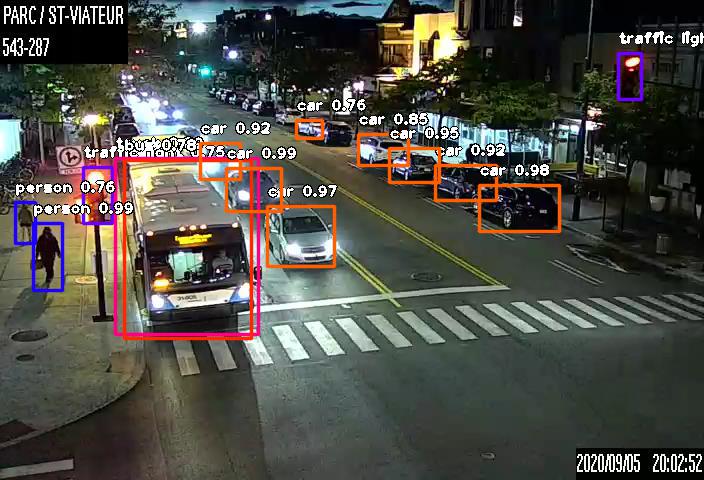 PARC / ST-VIATEUR
543-287
traffic ligh
car 0.76
car 0.85
car 0.92
car 0.95
car 0.99
car 0.92
car 0.98
person 0.76
car 0.97
person 0.99
2020/09/05 20:02:52